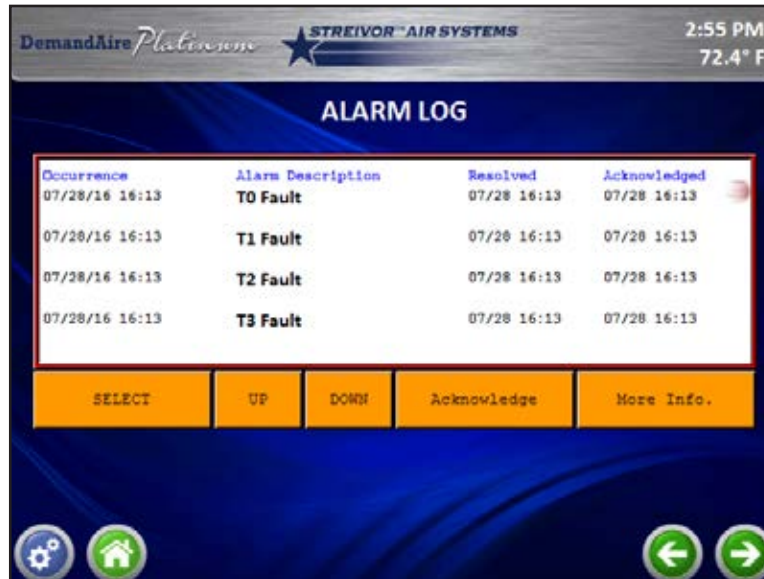 DemandAire Platinum STREIVOR™ AIR SYSTEMS 2:55 PM
72.4° F
ALARM LOG
Occurrence Alarm Description Resolved Acknowledged
07/28/16 16:13 T0 Fault 07/28 16:13 07/28 16:13
07/28/16 16:13 T1 Fault 07/28 16:13 07/28 16:13
07/28/16 16:13 T2 Fault 07/28 16:13 07/28 16:13
07/28/16 16:13 T3 Fault 07/28 16:13 07/28 16:13
SELECT UP DOWN Acknowledge More Info.